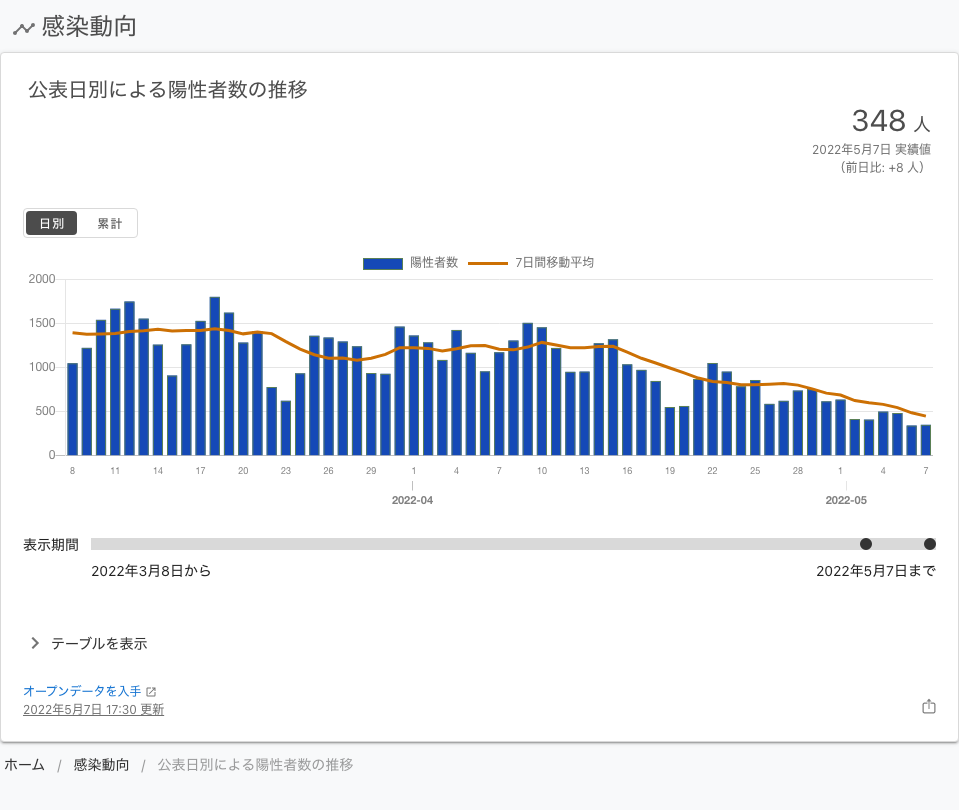 感染動向
公表日別による陽性者数の推移
348 人
2022年5月7日 実績値
（前日比: +8 人）
日別 累計
陽性者数 7日間移動平均
2000
1500
1000
500
0
8 11 14 17 20 23 26 29 1 4 7 10 13 16 19 22 25 28 1 4 7
2022-04 2022-05
表示期間
2022年3月8日から 2022年5月7日まで
テーブルを表示
オープンデータを入手
2022年5月7日 17:30 更新
ホーム / 感染動向 / 公表日別による陽性者数の推移